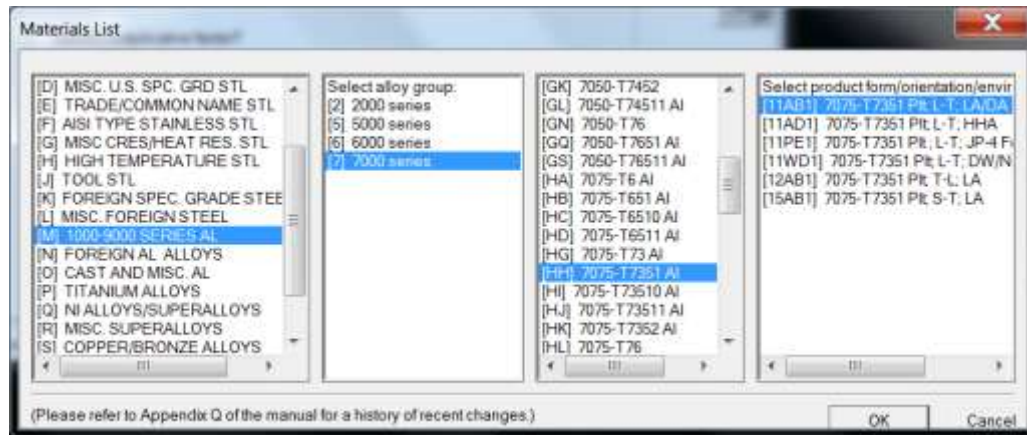 Materials List
[D] MISC. U.S. SPC. GRD STL
[E] TRADE/COMMON NAME STL
[F] AISI TYPE STAINLESS STL
[G] MISC CRES/HEAT RES. STL
[H] HIGH TEMPERATURE STL
[J] TOOL STL
[K] FOREIGN SPEC. GRADE STEE
[L] MISC. FOREIGN STEEL
[M] 1000-9000 SERIES AL
[N] FOREIGN AL ALLOYS
[O] CAST AND MISC. AL
[P] TITANIUM ALLOYS
[Q] NI ALLOYS/SUPERALLOYS
[R] MISC. SUPERALLOYS
[S] COPPER/BRONZE ALLOYS
Select alloy group:
[2] 2000 series
[5] 5000 series
[6] 6000 series
[7] 7000 series
[GK] 7050-T7452
[GL] 7050-T74511 Al
[GN] 7050-T76
[GQ] 7050-T7651 Al
[GS] 7050-T76511 Al
[HA] 7075-T6 Al
[HB] 7075-T651 Al
[HC] 7075-T6510 Al
[HD] 7075-T6511 Al
[HG] 7075-T73 Al
[HH] 7075-T7351 Al
[HI] 7075-T73510 Al
[HJ] 7075-T73511 Al
[HK] 7075-T7352 Al
[HL] 7075-T76
Select product form/orientation/envir
[11AB1] 7075-T7351 Plt; L-T; LA/DA
[11AD1] 7075-T7351 Plt; L-T; HHA
[11PE1] 7075-T7351 Plt; L-T; JP-4 F
[11WD1] 7075-T7351 Plt; L-T; DW/N
[12AB1] 7075-T7351 Plt; T-L; LA
[15AB1] 7075-T7351 Plt; S-T; LA
(Please refer to Appendix Q of the manual for a history of recent changes.)
OK
Cancel